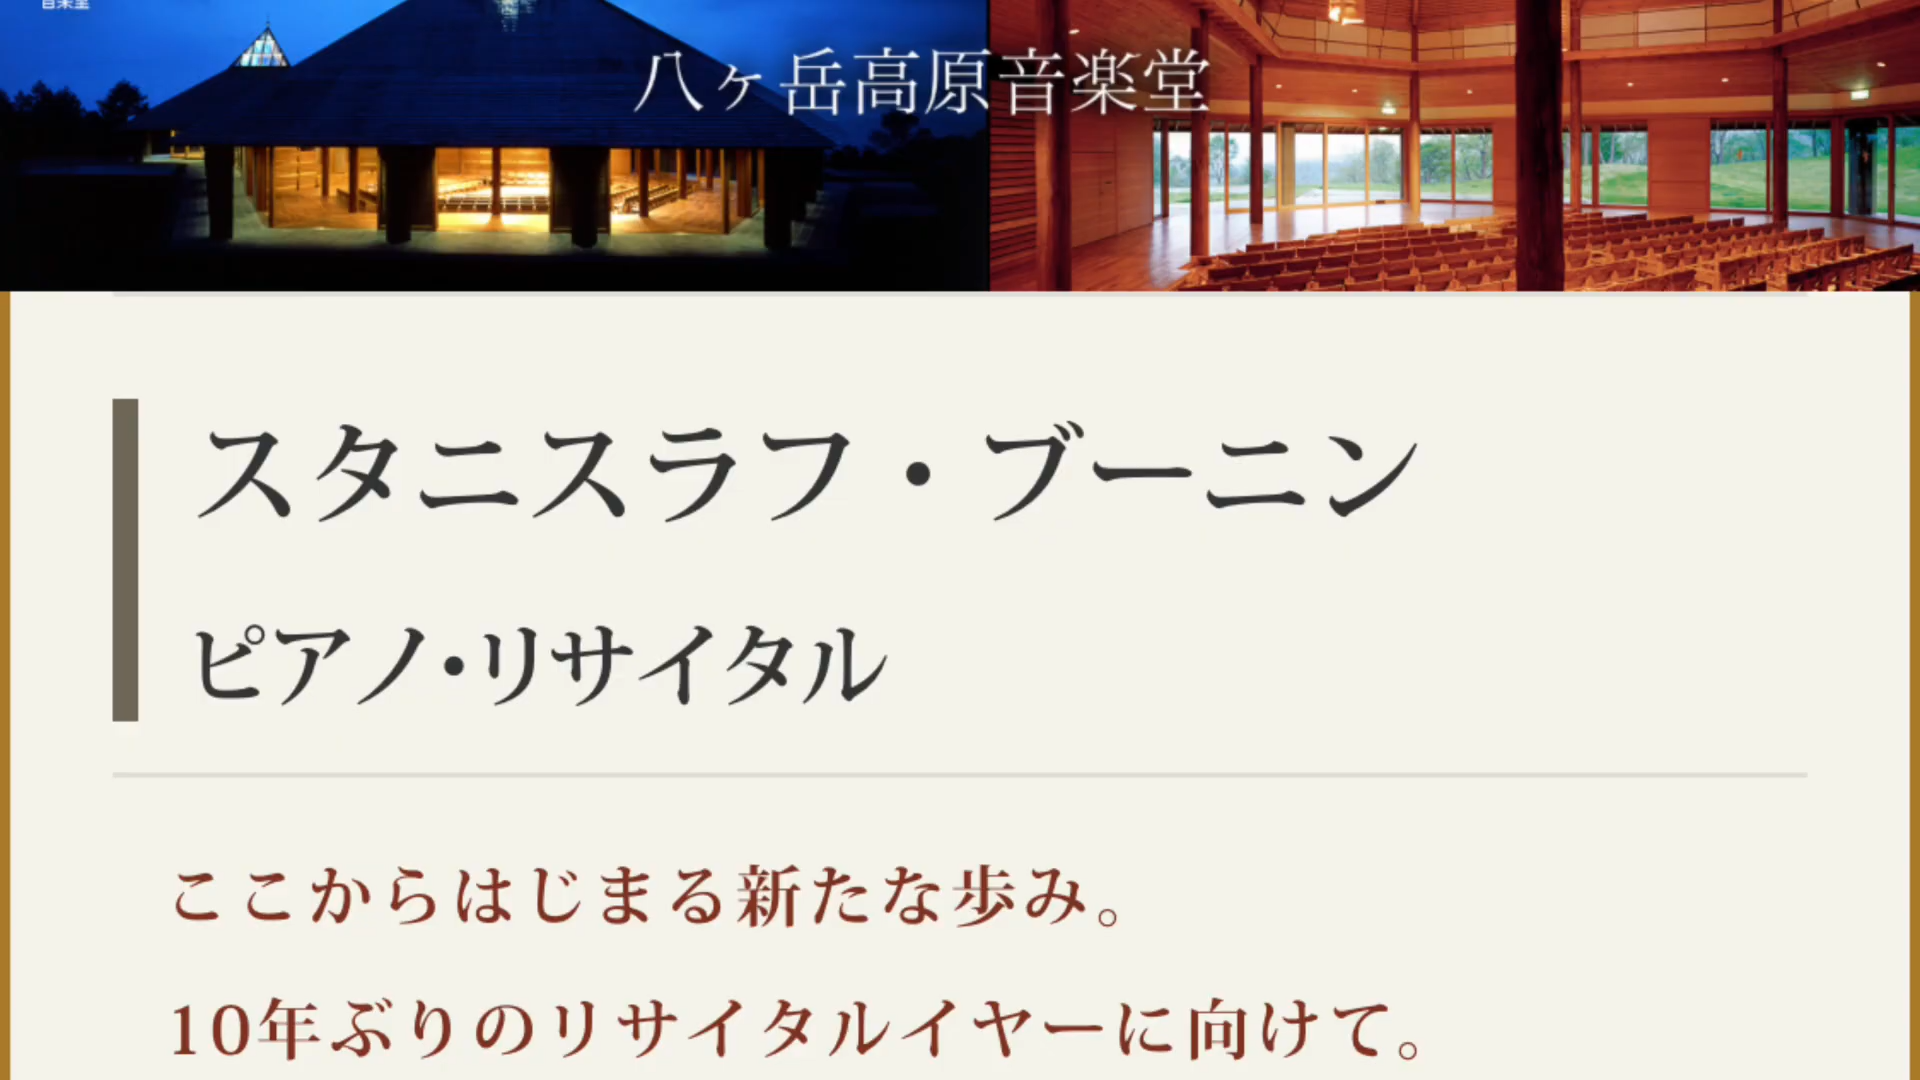 音楽堂
八ヶ岳高原音楽堂
スタニスラフ・ブーニン
ピアノ・リサイタル
ここからはじまる新たな歩み。
10年ぶりのリサイタルイヤーに向けて。